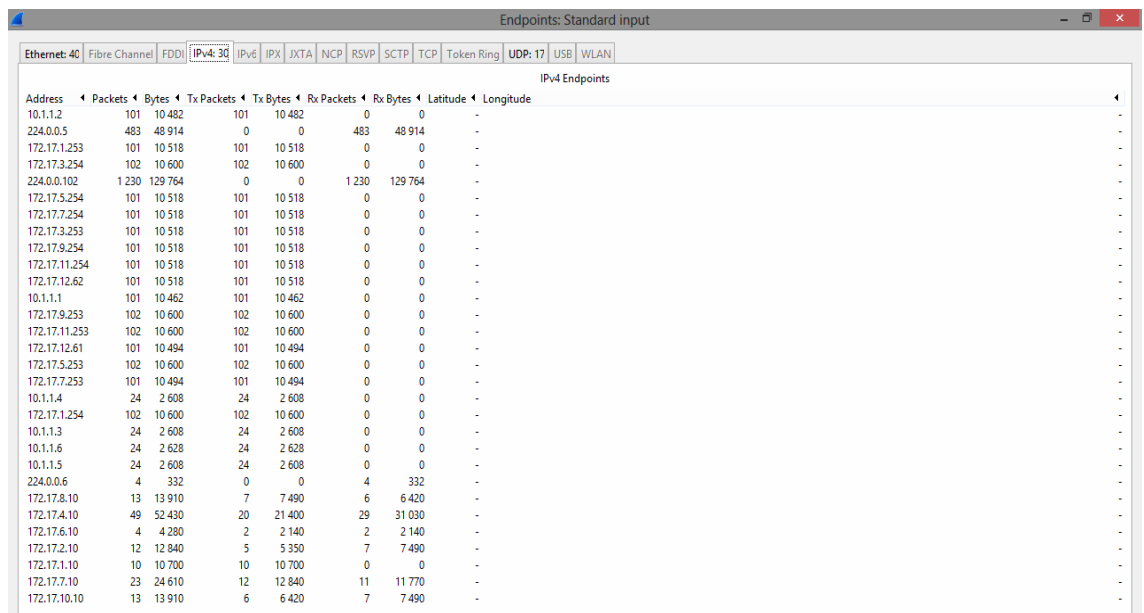 Endpoints: Standard input
Ethernet: 40 Fibre Channel FDDI IPv4: 30 IPv6 IPX JXTA NCP RSVP SCTP TCP Token Ring UDP: 17 USB WLAN
IPv4 Endpoints
Address Packets Bytes Tx Packets Tx Bytes Rx Packets Rx Bytes Latitude Longitude
10.1.1.2 101 10 482 101 10 482 0 0 - -
224.0.0.5 483 48 914 0 0 483 48 914 - -
172.17.1.253 101 10 518 101 10 518 0 0 - -
172.17.3.254 102 10 600 102 10 600 0 0 - -
224.0.0.102 1 230 129 764 0 0 1 230 129 764 - -
172.17.5.254 101 10 518 101 10 518 0 0 - -
172.17.7.254 101 10 518 101 10 518 0 0 - -
172.17.3.253 101 10 518 101 10 518 0 0 - -
172.17.9.254 101 10 518 101 10 518 0 0 - -
172.17.11.254 101 10 518 101 10 518 0 0 - -
172.17.12.62 101 10 518 101 10 518 0 0 - -
10.1.1.1 101 10 462 101 10 462 0 0 - -
172.17.9.253 102 10 600 102 10 600 0 0 - -
172.17.11.253 102 10 600 102 10 600 0 0 - -
172.17.12.61 101 10 494 101 10 494 0 0 - -
172.17.5.253 102 10 600 102 10 600 0 0 - -
172.17.7.253 101 10 494 101 10 494 0 0 - -
10.1.1.4 24 2 608 24 2 608 0 0 - -
172.17.1.254 102 10 600 102 10 600 0 0 - -
10.1.1.3 24 2 608 24 2 608 0 0 - -
10.1.1.6 24 2 628 24 2 628 0 0 - -
10.1.1.5 24 2 608 24 2 608 0 0 - -
224.0.0.6 4 332 0 0 4 332 - -
172.17.8.10 13 13 910 7 7 490 6 6 420 - -
172.17.4.10 49 52 430 20 21 400 29 31 030 - -
172.17.6.10 4 4 280 2 2 140 2 2 140 - -
172.17.2.10 12 12 840 5 5 350 7 7 490 - -
172.17.1.10 10 10 700 10 10 700 0 0 - -
172.17.7.10 23 24 610 12 12 840 11 11 770 - -
172.17.10.10 13 13 910 6 6 420 7 7 490 - -